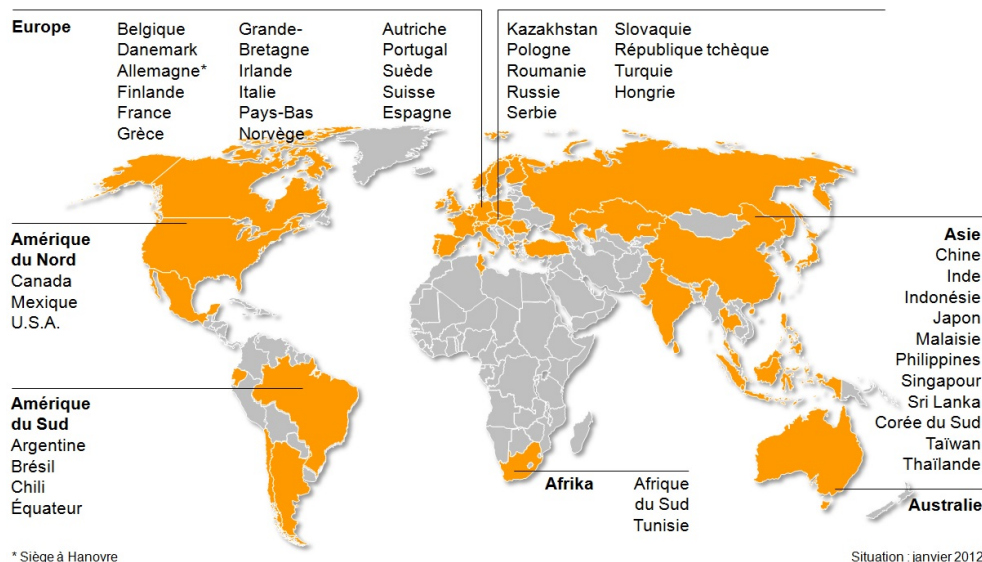 Europe
Belgique
Danemark
Allemagne*
Finlande
France
Grèce
Grande-
Bretagne
Irlande
Italie
Pays-Bas
Norvège
Autriche
Portugal
Suède
Suisse
Espagne
Kazakhstan
Pologne
Roumanie
Russie
Serbie
Slovaquie
République tchèque
Turquie
Hongrie
Amérique
du Nord
Canada
Mexique
U.S.A.
Asie
Chine
Inde
Indonésie
Japon
Malaisie
Philippines
Singapour
Sri Lanka
Corée du Sud
Taïwan
Thaïlande
Amérique
du Sud
Argentine
Brésil
Chili
Équateur
Afrika
Afrique
du Sud
Tunisie
Australie
* Siège à Hanovre
Situation : janvier 2012